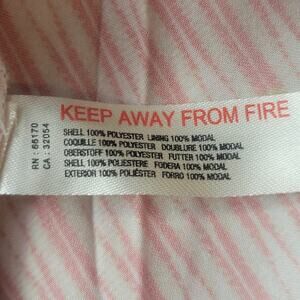 KEEP AWAY FROM FIRE
SHELL 100% POLYESTER LINING 100% MODAL
COQUILLE 100% POLYESTER DOUBLURE 100% MODAL
OBERSTOFF 100% POLYESTER FUTTER 100% MODAL
SHELL 100% POLIESTERE FODERA 100% MODAL
EXTERIOR 100% POLIÉSTER FORRO 100% MODAL
RN : 66170
CA : 32054